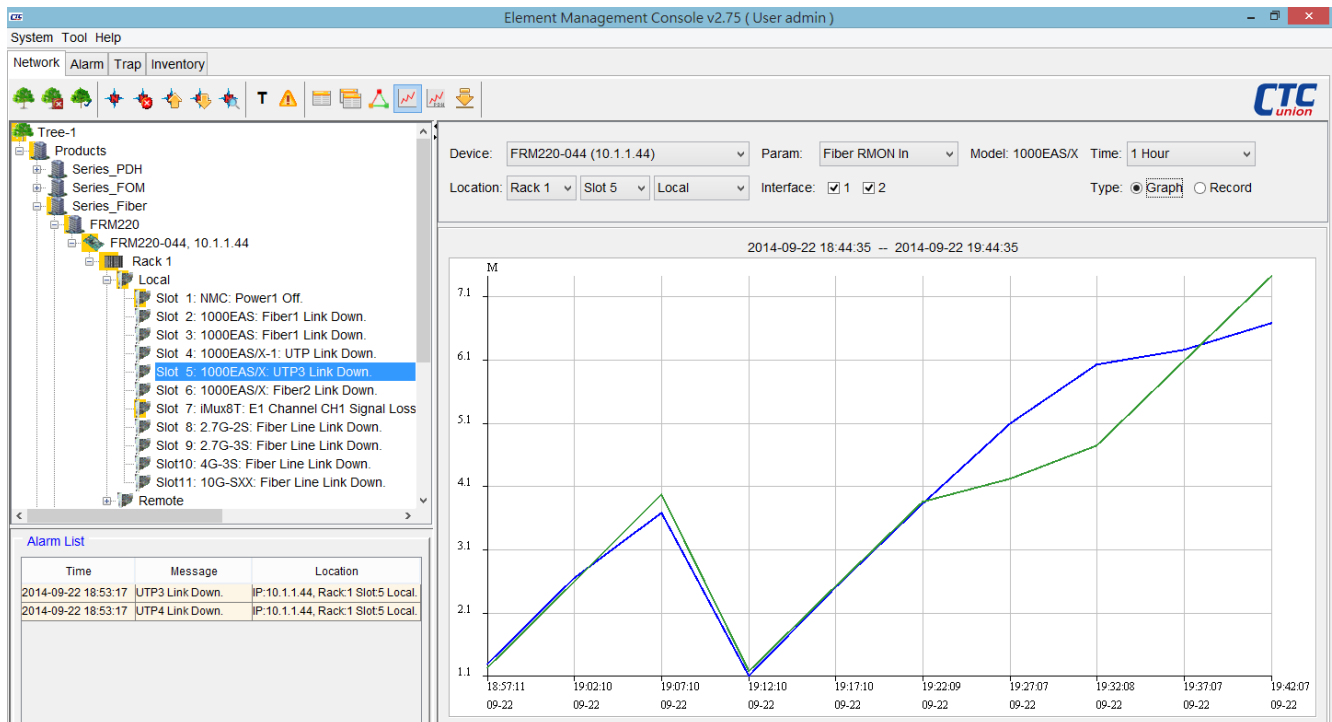 CTC
Element Management Console v2.75 ( User admin )
System Tool Help
Network Alarm Trap Inventory
T
CTC
union
Tree-1
Products
Series_PDH
Series_FOM
Series_Fiber
FRM220
FRM220-044, 10.1.1.44
Rack 1
Local
Slot 1: NMC: Power1 Off.
Slot 2: 1000EAS: Fiber1 Link Down.
Slot 3: 1000EAS: Fiber1 Link Down.
Slot 4: 1000EAS/X-1: UTP Link Down.
Slot 5: 1000EAS/X: UTP3 Link Down.
Slot 6: 1000EAS/X: Fiber2 Link Down.
Slot 7: iMux8T: E1 Channel CH1 Signal Loss
Slot 8: 2.7G-2S: Fiber Line Link Down.
Slot 9: 2.7G-3S: Fiber Line Link Down.
Slot10: 4G-3S: Fiber Line Link Down.
Slot11: 10G-SXX: Fiber Line Link Down.
Remote
Alarm List
Time Message Location
2014-09-22 18:53:17 UTP3 Link Down. IP:10.1.1.44, Rack:1 Slot:5 Local.
2014-09-22 18:53:17 UTP4 Link Down. IP:10.1.1.44, Rack:1 Slot:5 Local.
Device: FRM220-044 (10.1.1.44) Param: Fiber RMON In Model: 1000EAS/X Time: 1 Hour
Location: Rack 1 Slot 5 Local Interface: 1 2 Type: Graph Record
2014-09-22 18:44:35 -- 2014-09-22 19:44:35
M
7.1
6.1
5.1
4.1
3.1
2.1
1.1
18:57:11 19:02:10 19:07:10 19:12:10 19:17:10 19:22:09 19:27:07 19:32:08 19:37:07 19:42:07
09-22 09-22 09-22 09-22 09-22 09-22 09-22 09-22 09-22 09-22